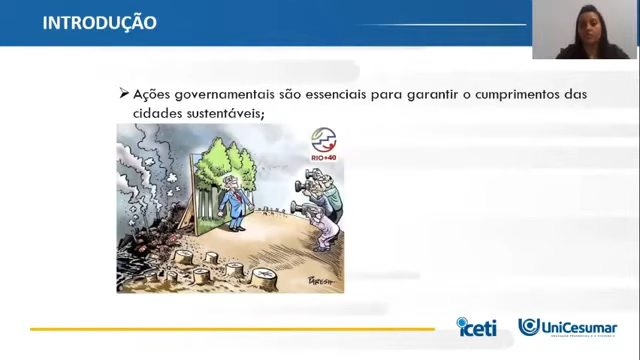 INTRODUÇÃO
➢ Ações governamentais são essenciais para garantir o cumprimentos das
cidades sustentáveis;
RIO+40
PARESH
iceti
UniCesumar